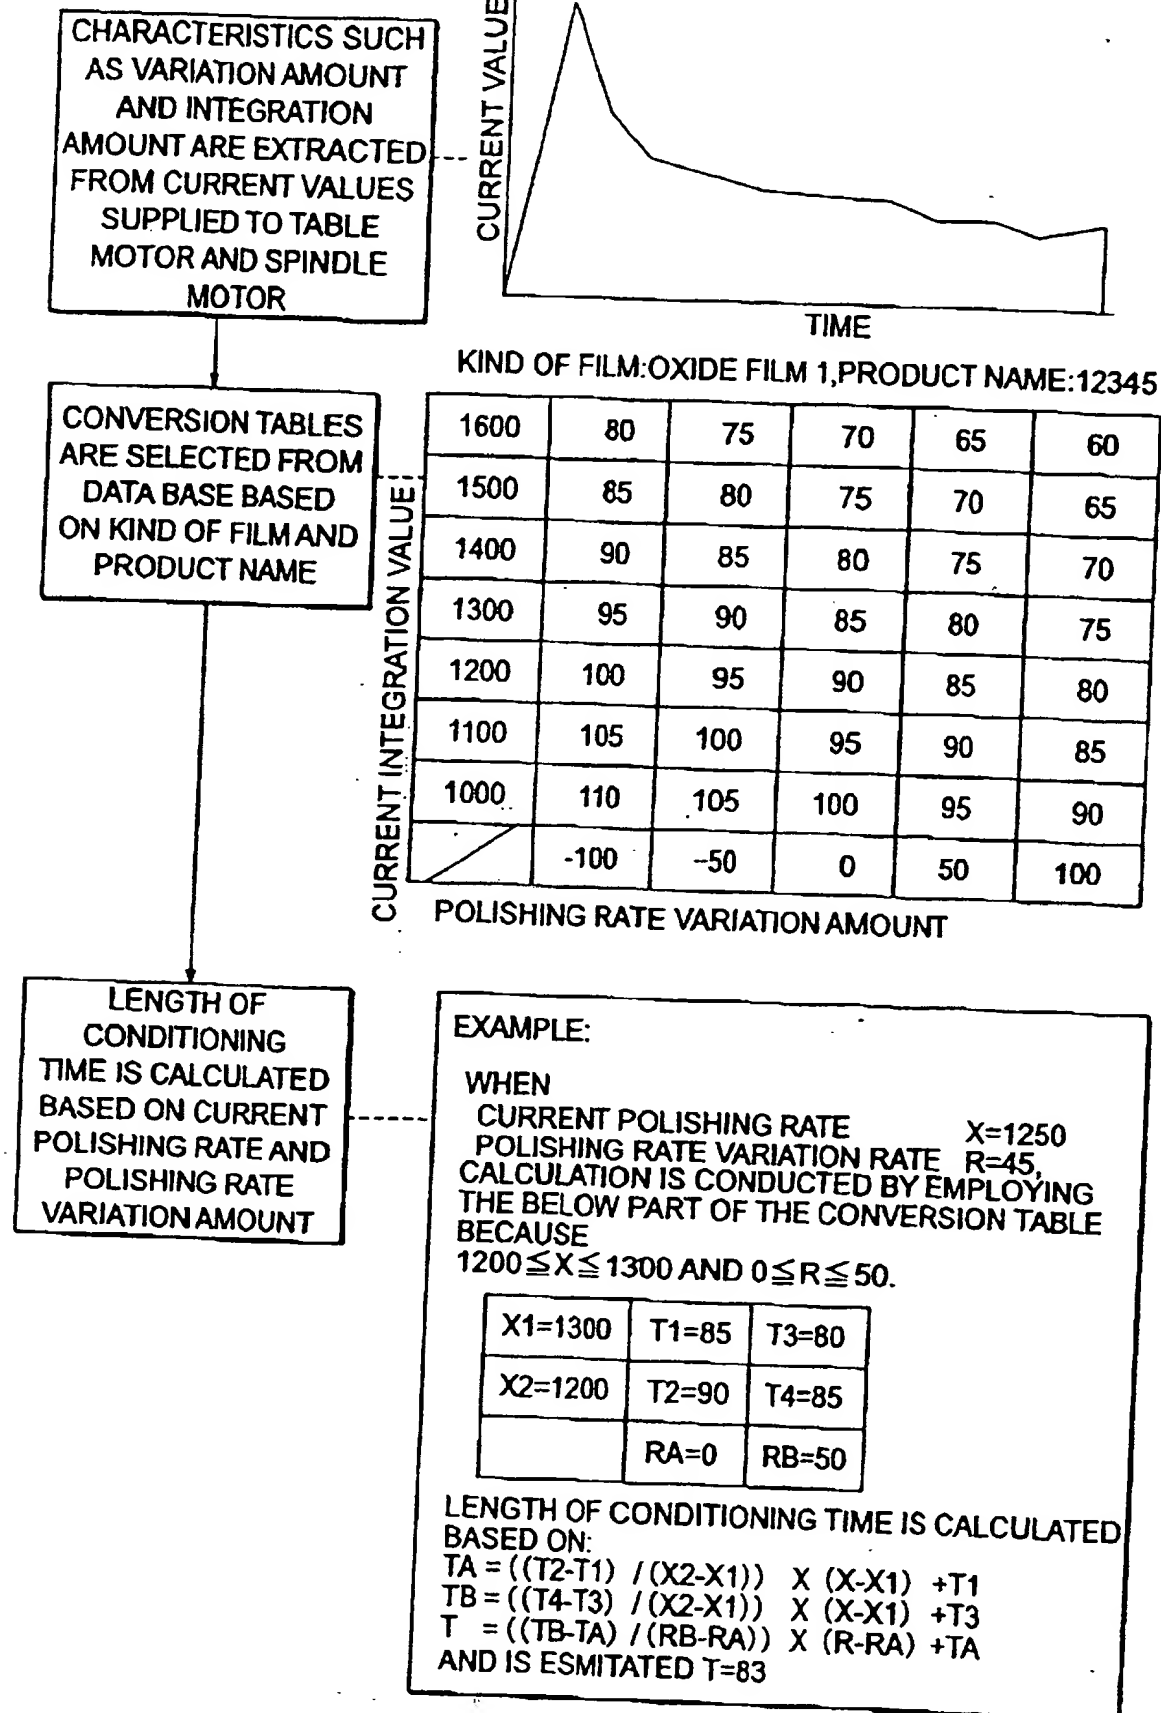 CHARACTERISTICS SUCH
AS VARIATION AMOUNT
AND INTEGRATION
AMOUNT ARE EXTRACTED
FROM CURRENT VALUES
SUPPLIED TO TABLE
MOTOR AND SPINDLE
MOTOR
CURRENT VALUE
TIME
CONVERSION TABLES
ARE SELECTED FROM
DATA BASE BASED
ON KIND OF FILM AND
PRODUCT NAME
KIND OF FILM:OXIDE FILM 1,PRODUCT NAME:12345
CURRENT INTEGRATION VALUE
1600 80 75 70 65 60
1500 85 80 75 70 65
1400 90 85 80 75 70
1300 95 90 85 80 75
1200 100 95 90 85 80
1100 105 100 95 90 85
1000 110 105 100 95 90
-100 -50 0 50 100
POLISHING RATE VARIATION AMOUNT
LENGTH OF
CONDITIONING
TIME IS CALCULATED
BASED ON CURRENT
POLISHING RATE AND
POLISHING RATE
VARIATION AMOUNT
EXAMPLE:
WHEN
CURRENT POLISHING RATE X=1250
POLISHING RATE VARIATION RATE R=45,
CALCULATION IS CONDUCTED BY EMPLOYING
THE BELOW PART OF THE CONVERSION TABLE
BECAUSE
1200≦X≦1300 AND 0≦R≦50.
X1=1300 T1=85 T3=80
X2=1200 T2=90 T4=85
RA=0 RB=50
LENGTH OF CONDITIONING TIME IS CALCULATED
BASED ON:
TA = ((T2-T1) / (X2-X1)) X (X-X1) +T1
TB = ((T4-T3) / (X2-X1)) X (X-X1) +T3
T = ((TB-TA) / (RB-RA)) X (R-RA) +TA
AND IS ESMITATED T=83